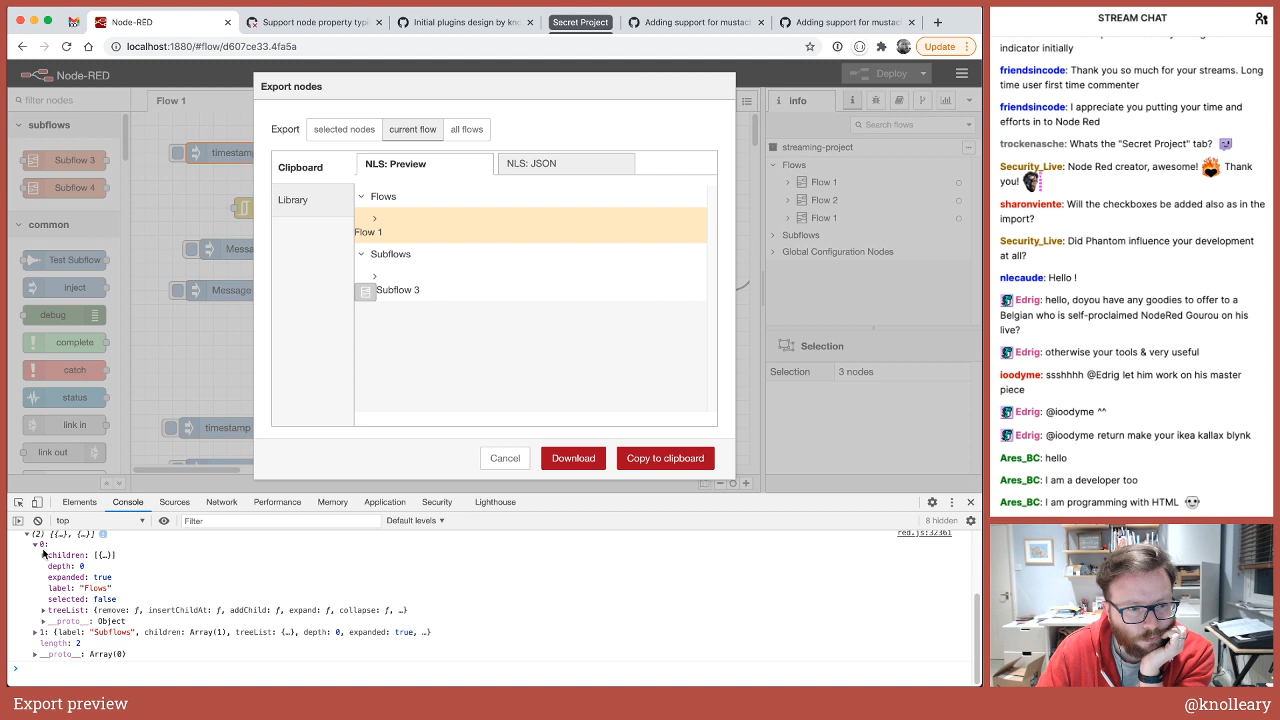 Node-RED
Support node property typi
Initial plugins design by kno
Secret Project
Adding support for mustac
Adding support for mustac
localhost:1880/#flow/d607ce33.4fa5a
Update
Node-RED
Deploy
filter nodes
Flow 1
subflows
Subflow 3
Subflow 4
common
Test Subflow
inject
debug
complete
catch
status
link in
link out
timestamp
Messa
Message
timestamp
Export nodes
Export
selected nodes
current flow
all flows
Clipboard
Library
NLS: Preview
NLS: JSON
Flows
Flow 1
Subflows
Subflow 3
Cancel
Download
Copy to clipboard
info
Search flows
streaming-project
Flows
Flow 1
Flow 2
Flow 1
Subflows
Global Configuration Nodes
Selection
Selection
3 nodes
Elements
Console
Sources
Network
Performance
Memory
Application
Security
Lighthouse
top
Filter
Default levels
8 hidden
(2) [{…}, {…}]
red.js:32361
0:
children: [{…}]
depth: 0
expanded: true
label: "Flows"
selected: false
treeList: {remove: ƒ, insertChildAt: ƒ, addChild: ƒ, expand: ƒ, collapse: ƒ, …}
__proto__: Object
1: {label: "Subflows", children: Array(1), treeList: {…}, depth: 0, expanded: true, …}
length: 2
__proto__: Array(0)
STREAM CHAT
indicator initially
friendsincode: Thank you so much for your streams. Long
time user first time commenter
friendsincode: I appreciate you putting your time and
efforts in to Node Red
trockenasche: Whats the "Secret Project" tab?
Security_Live: Node Red creator, awesome! Thank
you!
sharonviente: Will the checkboxes be added also as in the
import?
Security_Live: Did Phantom influence your development
at all?
nlecaude: Hello !
Edrig: hello, doyou have any goodies to offer to a
Belgian who is self-proclaimed NodeRed Gourou on his
live?
Edrig: otherwise your tools & very useful
ioodyme: ssshhhh @Edrig let him work on his master
piece
Edrig: @ioodyme ^^
Edrig: @ioodyme return make your ikea kallax blynk
Ares_BC: hello
Ares_BC: I am a developer too
Ares_BC: I am programming with HTML
Export preview
@knolleary